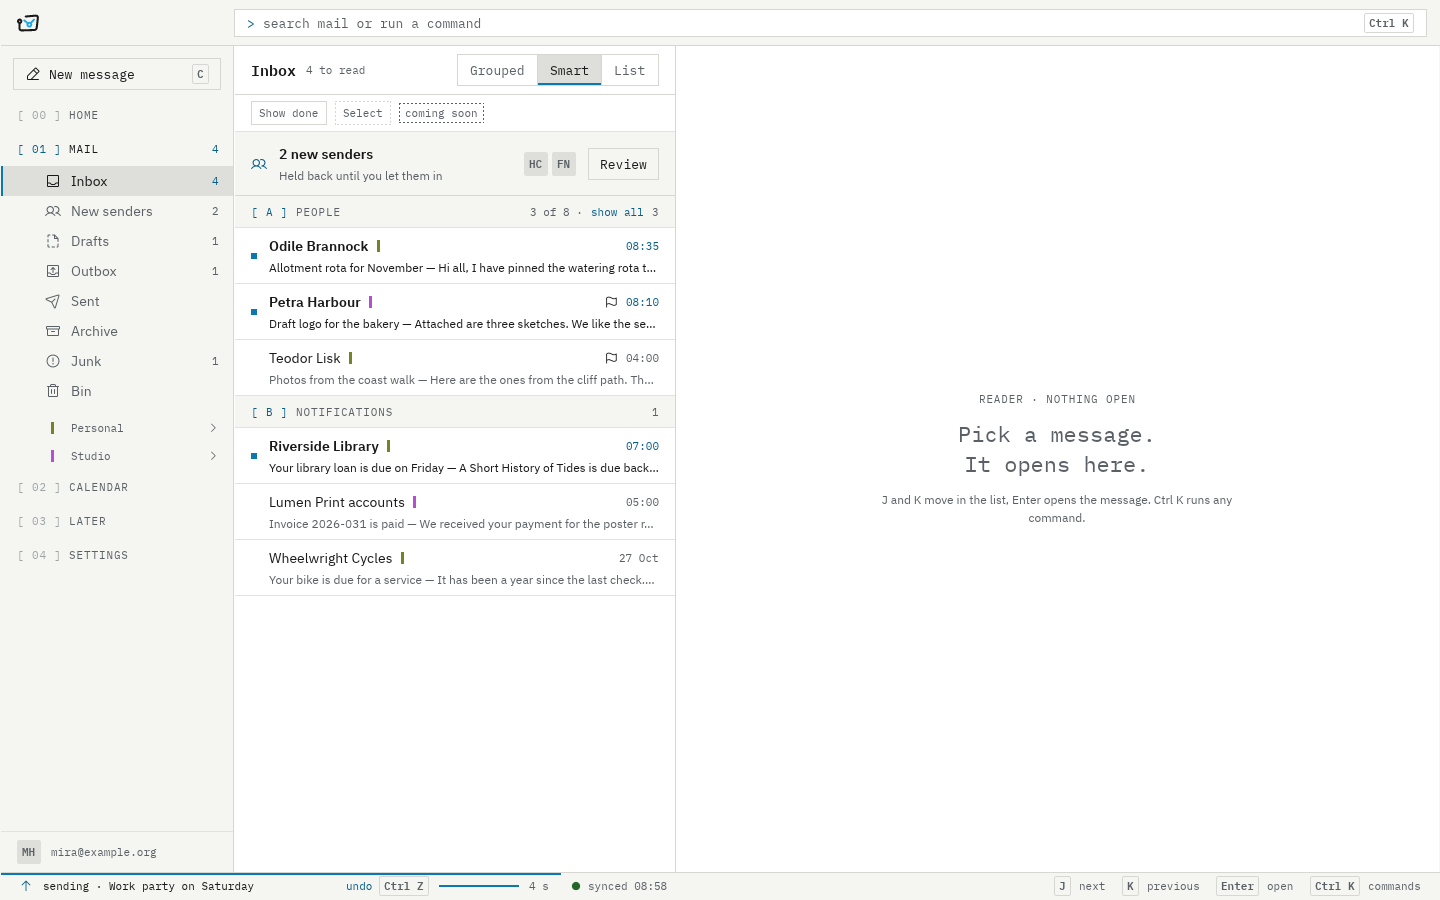 > search mail or run a command Ctrl K
New message C
[ 00 ] HOME
[ 01 ] MAIL 4
Inbox 4
New senders 2
Drafts 1
Outbox 1
Sent
Archive
Junk 1
Bin
Personal
Studio
[ 02 ] CALENDAR
[ 03 ] LATER
[ 04 ] SETTINGS
MH mira@example.org
Inbox 4 to read Grouped Smart List
Show done Select coming soon
2 new senders
Held back until you let them in
HC FN Review
[ A ] PEOPLE 3 of 8 · show all 3
Odile Brannock 08:35
Allotment rota for November — Hi all, I have pinned the watering rota t…
Petra Harbour 08:10
Draft logo for the bakery — Attached are three sketches. We like the se…
Teodor Lisk 04:00
Photos from the coast walk — Here are the ones from the cliff path. Th…
[ B ] NOTIFICATIONS 1
Riverside Library 07:00
Your library loan is due on Friday — A Short History of Tides is due back…
Lumen Print accounts 05:00
Invoice 2026-031 is paid — We received your payment for the poster r…
Wheelwright Cycles 27 Oct
Your bike is due for a service — It has been a year since the last check.…
READER · NOTHING OPEN
Pick a message.
It opens here.
J and K move in the list, Enter opens the message. Ctrl K runs any
command.
sending · Work party on Saturday undo Ctrl Z 4 s synced 08:58
J next K previous Enter open Ctrl K commands